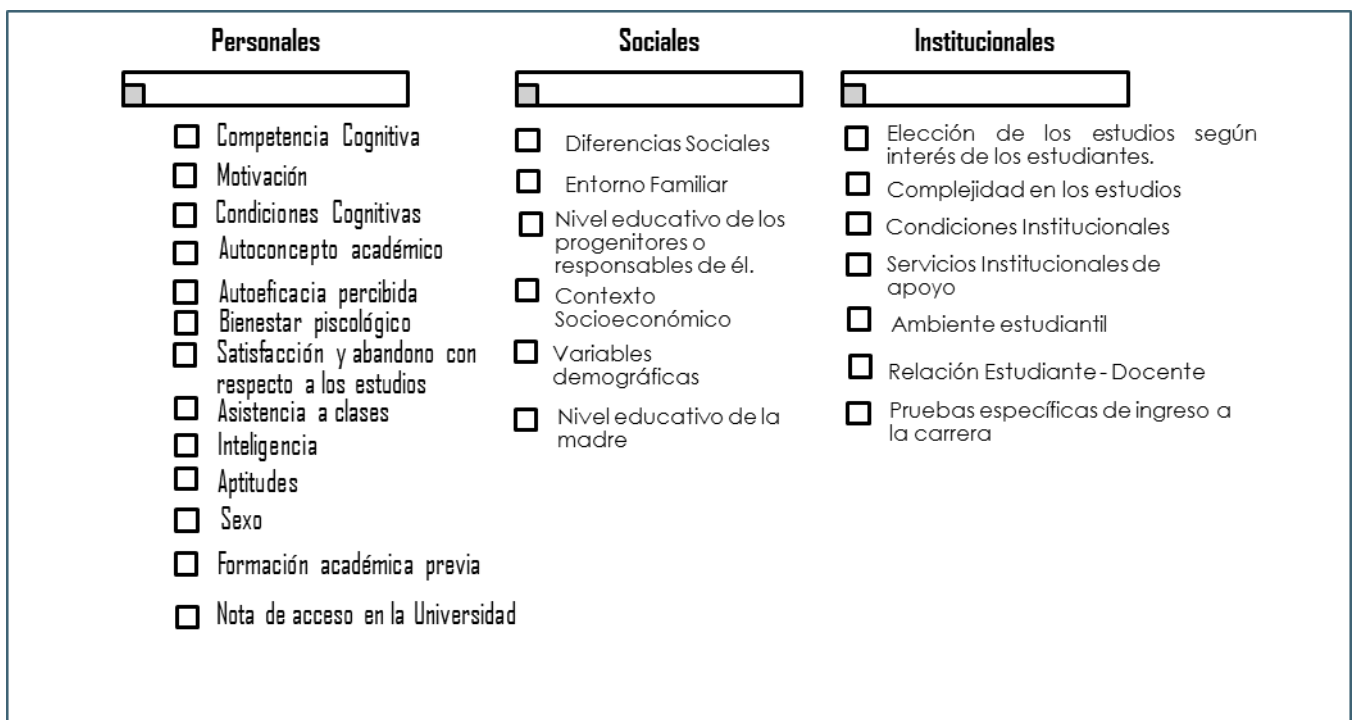 Personales
Competencia Cognitiva
Motivación
Condiciones Cognitivas
Autoconcepto académico
Autoeficacia percibida
Bienestar piscológico
Satisfacción y abandono con
respecto a los estudios
Asistencia a clases
Inteligencia
Aptitudes
Sexo
Formación académica previa
Nota de acceso en la Universidad
Sociales
Diferencias Sociales
Entorno Familiar
Nivel educativo de los
progenitores o
responsables de él.
Contexto
Socioeconómico
Variables
demográficas
Nivel educativo de la
madre
Institucionales
Elección de los estudios según
interés de los estudiantes.
Complejidad en los estudios
Condiciones Institucionales
Servicios Institucionales de
apoyo
Ambiente estudiantil
Relación Estudiante - Docente
Pruebas específicas de ingreso a
la carrera